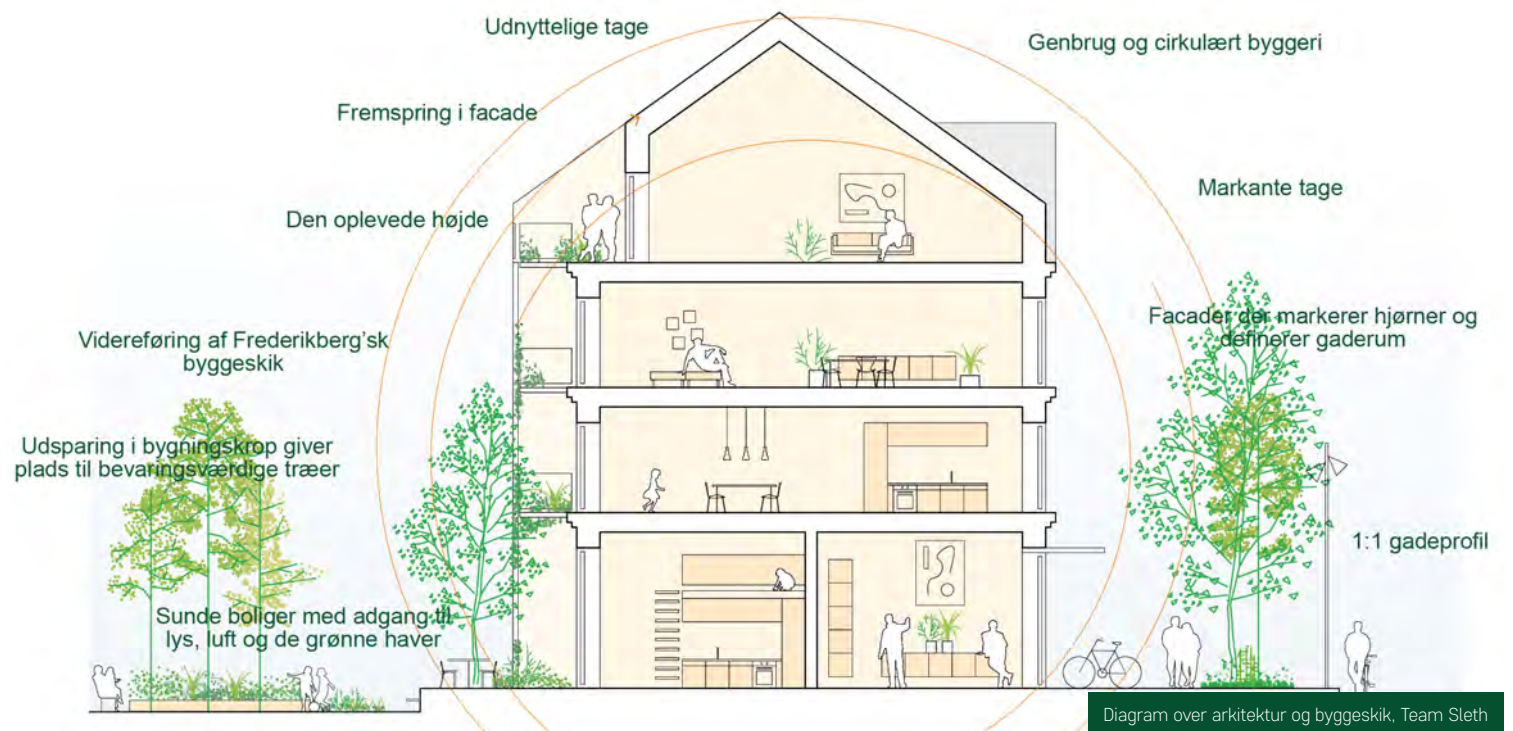 Udnyttelige tage
Genbrug og cirkulært byggeri
Fremspring i facade
Markante tage
Den oplevede højde
Facader der markerer hjørner og
definerer gaderum
Videreføring af Frederikberg'sk
byggeskik
Udsparing i bygningskrop giver
plads til bevaringsværdige træer
1:1 gadeprofil
Sunde boliger med adgang til
lys, luft og de grønne haver
Diagram over arkitektur og byggeskik, Team Sleth